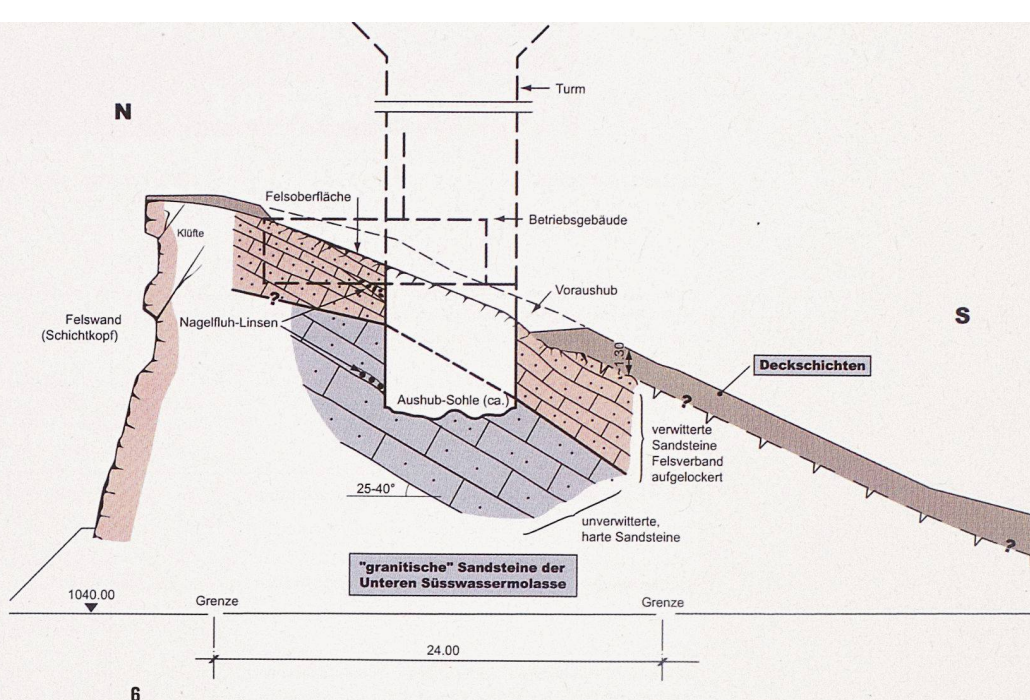 Turm
N
Felsoberfläche
Betriebsgebäude
Klüfte
?
Voraushub
Felswand
(Schichtkopf)
Nagelfluh-Linsen
S
~1.30
Deckschichten
Aushub-Sohle (ca.)
?
verwitterte
Sandsteine
Felsverband
aufgelockert
25-40°
unverwitterte,
harte Sandsteine
?
"granitische" Sandsteine der
Unteren Süsswassermolasse
1040.00
Grenze
Grenze
24.00
6